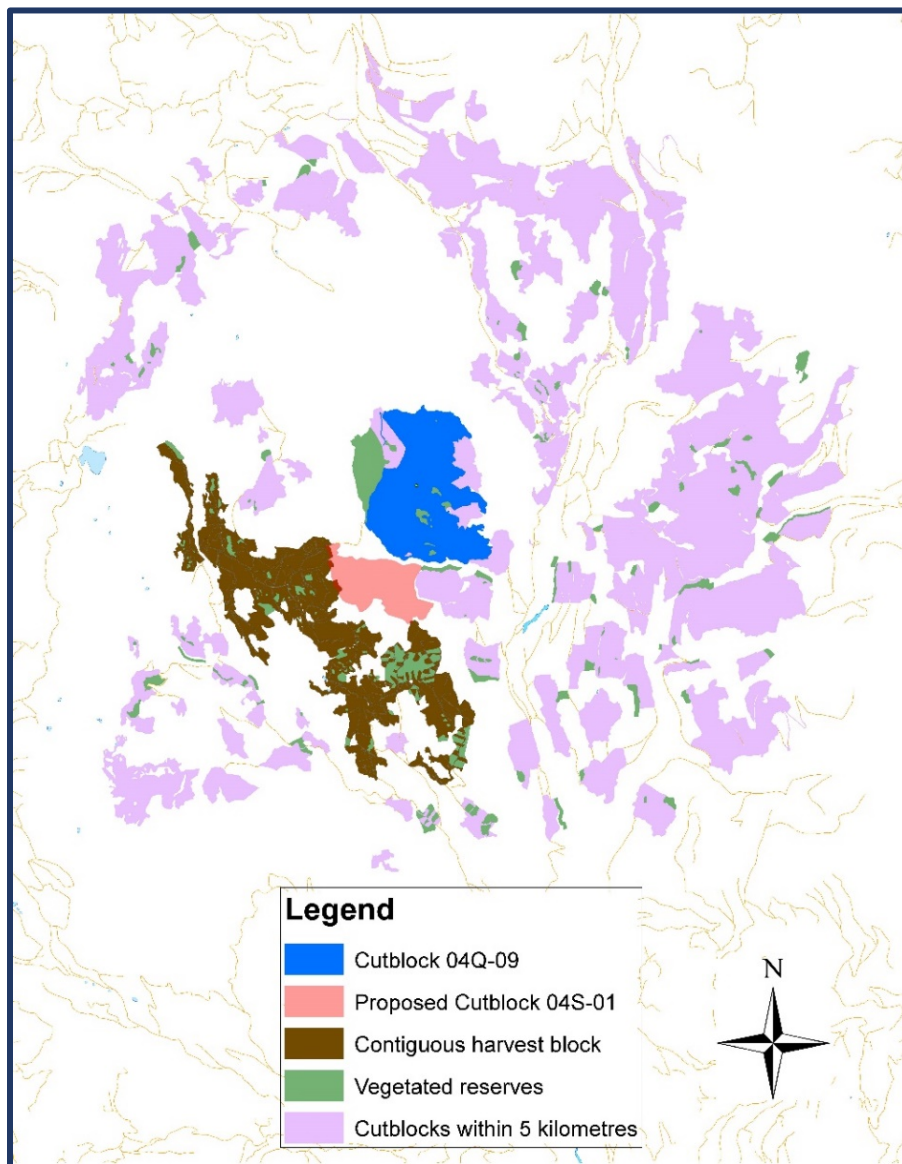 Legend
Cutblock 04Q-09
Proposed Cutblock 04S-01
Contiguous harvest block
Vegetated reserves
Cutblocks within 5 kilometres
N